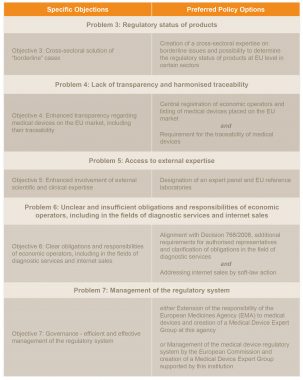 Specific Objectives
Preferred Policy Options
Problem 3: Regulatory status of products
Objective 3: Cross-sectoral solution of
"borderline" cases
Creation of a cross-sectoral expertise on
borderline issues and possibility to determine
the regulatory status of products at EU level in
certain sectors
Problem 4: Lack of transparency and harmonised traceability
Objective 4: Enhanced transparency regarding
medical devices on the EU market, including
their traceability
Central registration of economic operators and
listing of medical devices placed on the EU
market
and
Requirement for the traceability of medical
devices
Problem 5: Access to external expertise
Objective 5: Enhanced involvement of external
scientific and clinical expertise
Designation of an expert panel and EU reference
laboratories
Problem 6: Unclear and insufficient obligations and responsibilities of economic
operators, including in the fields of diagnostic services and internet sales
Objective 6: Clear obligations and responsibilities
of economic operators, including in the fields of
diagnostic services and internet sales
Alignment with Decision 768/2008, additional
requirements for authorised representatives and
clarification of obligations in the field of
diagnostic services
and
Addressing internet sales by soft-law action
Problem 7: Management of the regulatory system
Objective 7: Governance - efficient and effective
management of the regulatory system
either Extension of the responsibility of the
European Medicines Agency (EMA) to medical
devices and creation of a Medical Device Expert
Group at this agency
or Management of the medical device regulatory
system by the European Commission and
creation of a Medical Device Expert Group
supported by this institution